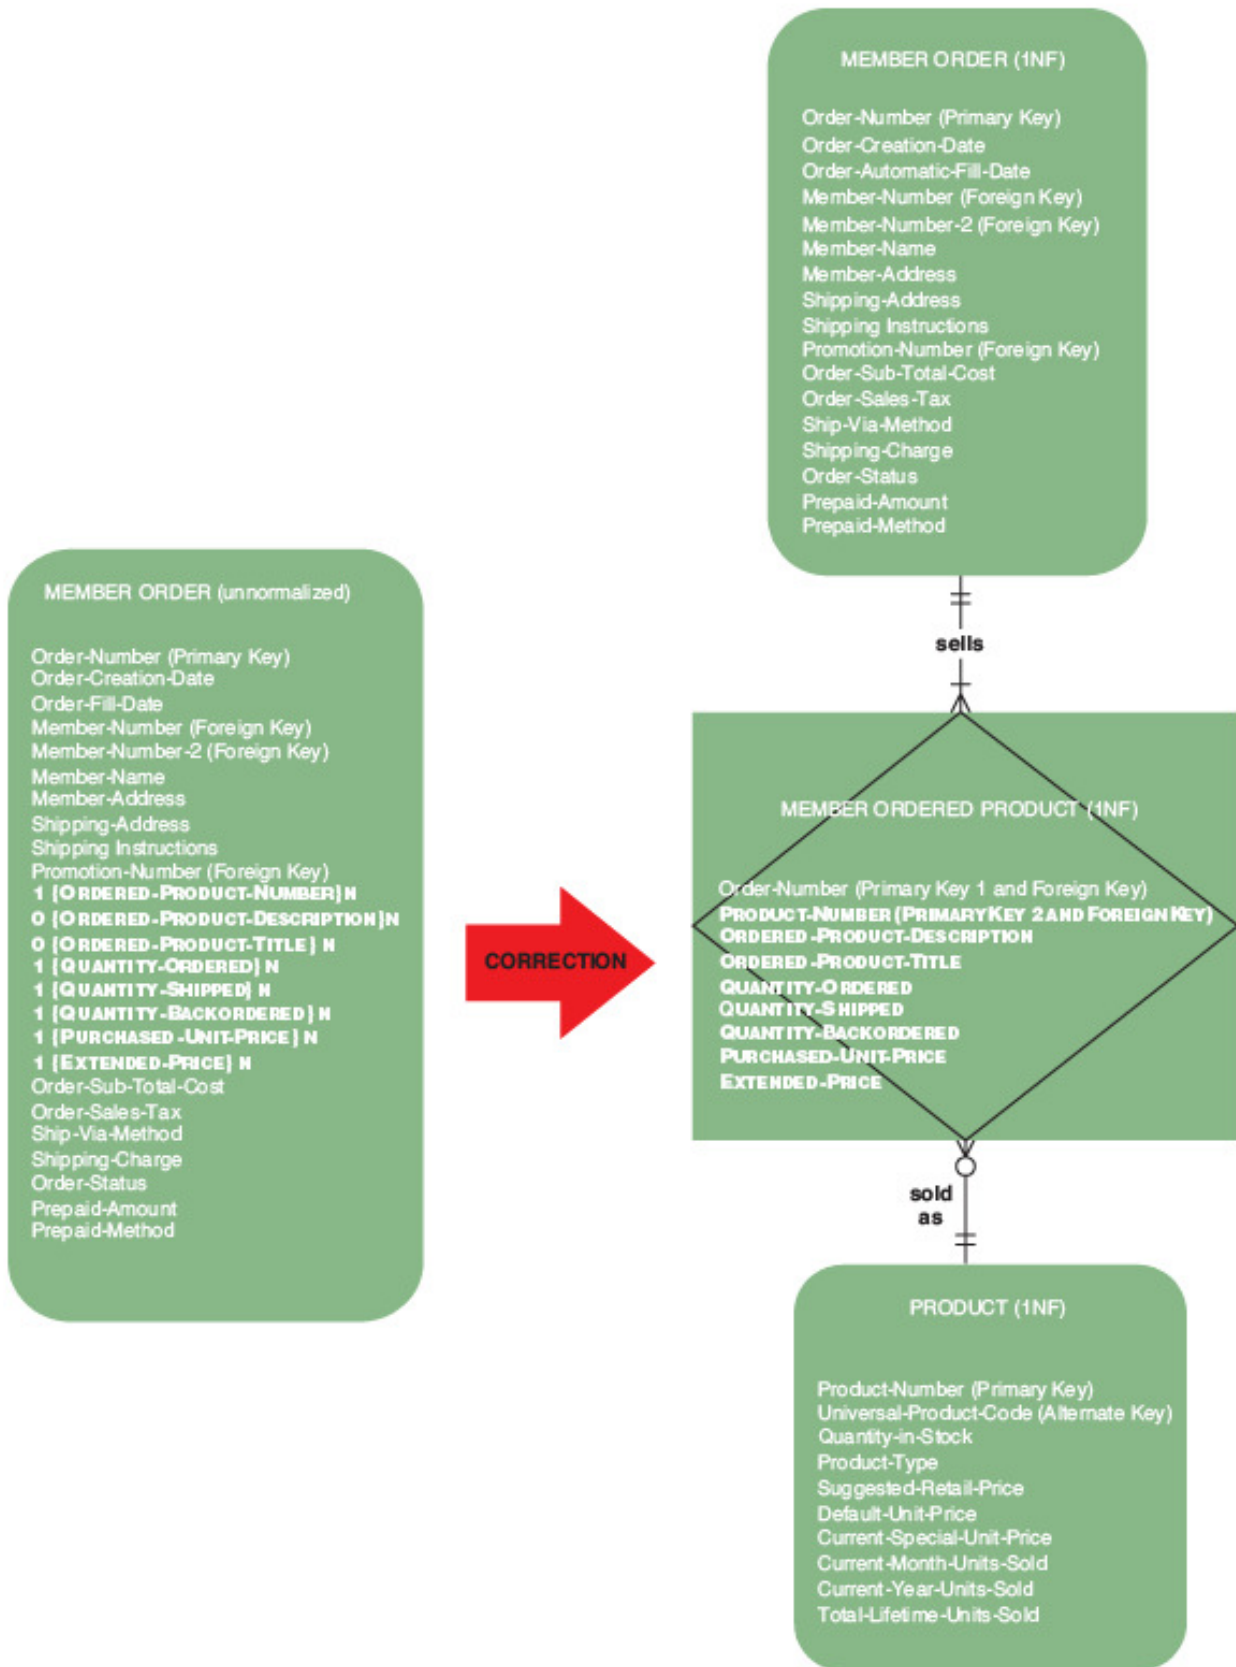 MEMBER ORDER (unnormalized)
Order-Number (Primary Key)
Order-Creation-Date
Order-Fill-Date
Member-Number (Foreign Key)
Member-Number-2 (Foreign Key)
Member-Name
Member-Address
Shipping-Address
Shipping Instructions
Promotion-Number (Foreign Key)
1 {ORDERED-PRODUCT-NUMBER} N
0 {ORDERED-PRODUCT-DESCRIPTION} N
0 {ORDERED-PRODUCT-TITLE} N
1 {QUANTITY-ORDERED} N
1 {QUANTITY-SHIPPED} N
1 {QUANTITY-BACKORDERED} N
1 {PURCHASED-UNIT-PRICE} N
1 {EXTENDED-PRICE} N
Order-Sub-Total-Cost
Order-Sales-Tax
Ship-Via-Method
Shipping-Charge
Order-Status
Prepaid-Amount
Prepaid-Method
CORRECTION
MEMBER ORDER (1NF)
Order-Number (Primary Key)
Order-Creation-Date
Order-Automatic-Fill-Date
Member-Number (Foreign Key)
Member-Number-2 (Foreign Key)
Member-Name
Member-Address
Shipping-Address
Shipping Instructions
Promotion-Number (Foreign Key)
Order-Sub-Total-Cost
Order-Sales-Tax
Ship-Via-Method
Shipping-Charge
Order-Status
Prepaid-Amount
Prepaid-Method
sells
MEMBER ORDERED PRODUCT (1NF)
Order-Number (Primary Key 1 and Foreign Key)
PRODUCT-NUMBER (PRIMARY KEY 2 AND FOREIGN KEY)
ORDERED-PRODUCT-DESCRIPTION
ORDERED-PRODUCT-TITLE
QUANTITY-ORDERED
QUANTITY-SHIPPED
QUANTITY-BACKORDERED
PURCHASED-UNIT-PRICE
EXTENDED-PRICE
sold
as
PRODUCT (1NF)
Product-Number (Primary Key)
Universal-Product-Code (Alternate Key)
Quantity-in-Stock
Product-Type
Suggested-Retail-Price
Default-Unit-Price
Current-Special-Unit-Price
Current-Month-Units-Sold
Current-Year-Units-Sold
Total-Lifetime-Units-Sold